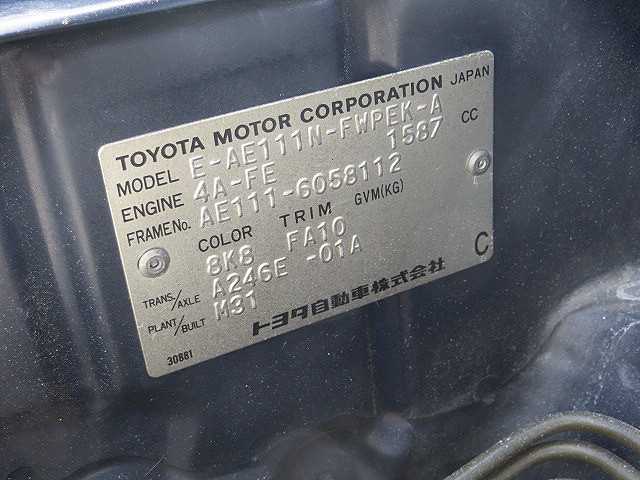 TOYOTA MOTOR CORPORATION JAPAN
MODEL E-AE111N-FWPEK-A
ENGINE 4A-FE 1587 CC
FRAME No. AE111-6058112
COLOR TRIM GVM(KG)
8K8 FA10
TRANS./AXLE A246E -01A
PLANT/BUILT M31
トヨタ自動車株式会社
C
30881